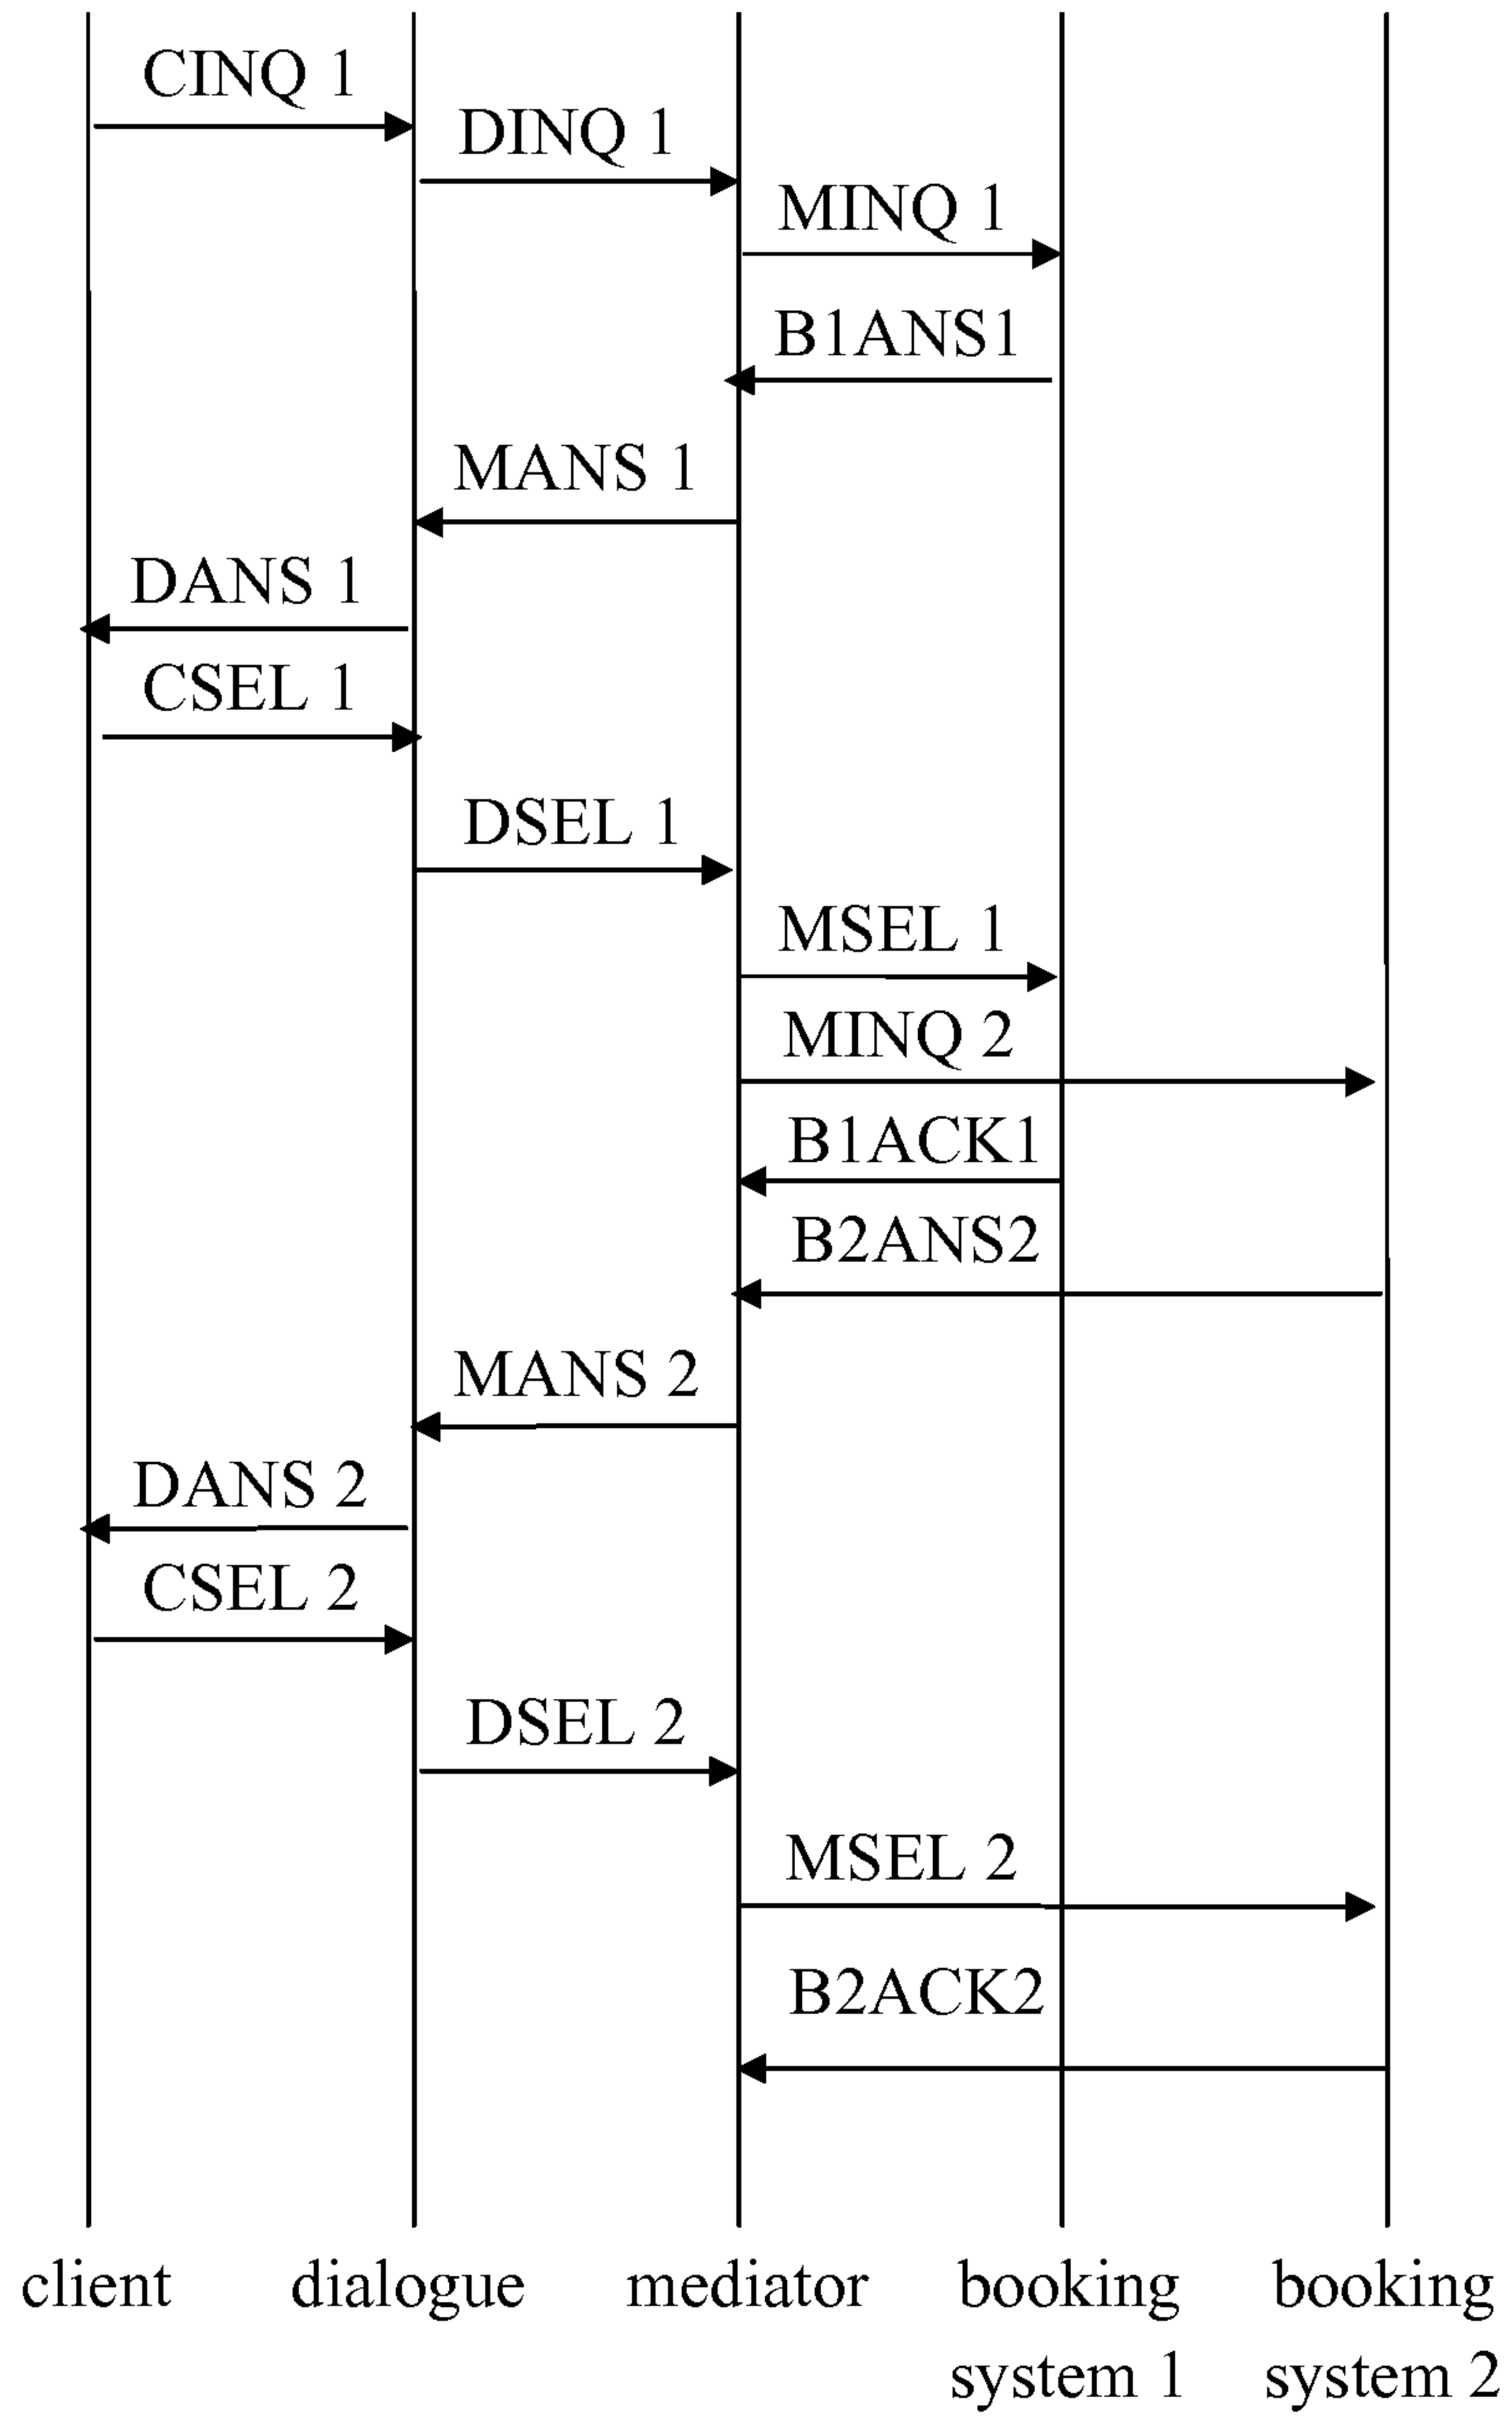 CINQ 1
DINQ 1
MINQ 1
B1ANS1
MANS 1
DANS 1
CSEL 1
DSEL 1
MSEL 1
MINQ 2
B1ACK1
B2ANS2
MANS 2
DANS 2
CSEL 2
DSEL 2
MSEL 2
B2ACK2
client
dialogue
mediator
booking
system 1
booking
system 2